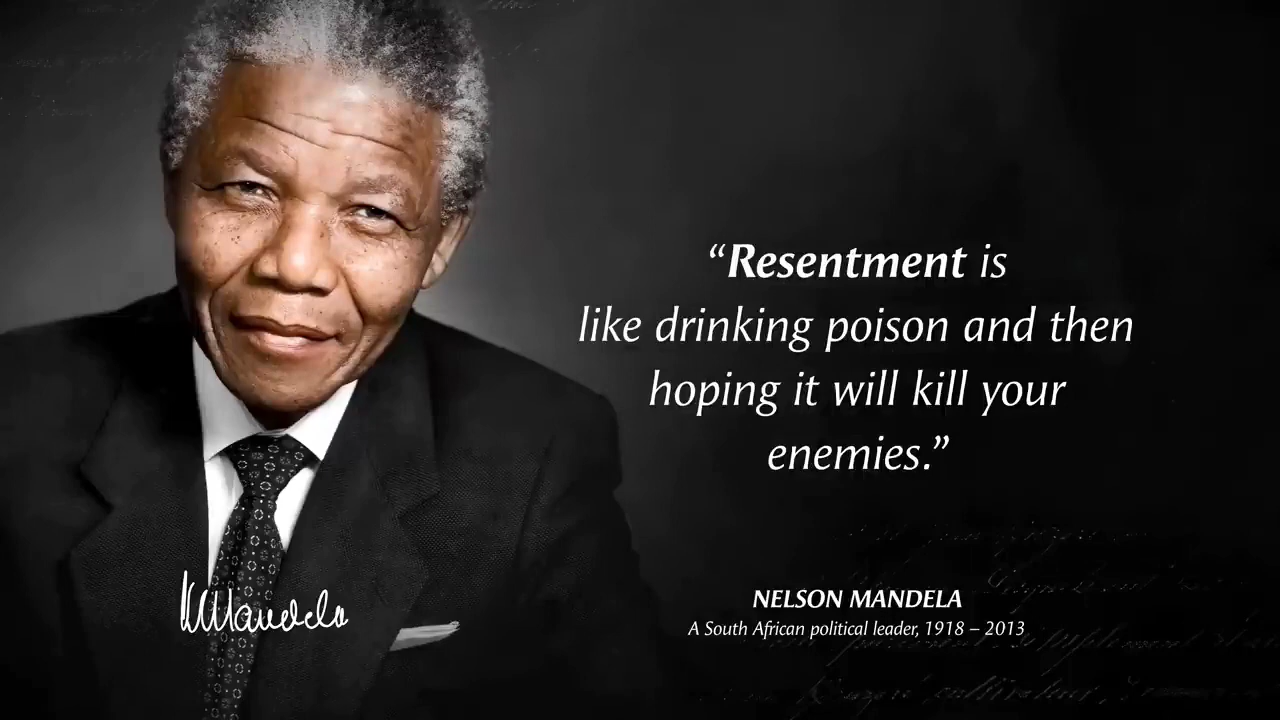 “Resentment is
like drinking poison and then
hoping it will kill your
enemies.”
NELSON MANDELA
A South African political leader, 1918 – 2013
Mandela